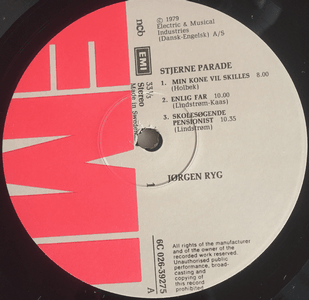 ncb
EMI
33⅓
Stereo
Made in Sweden
℗ 1979
Electric & Musical
Industries
(Dansk-Engelsk) A/S
STJERNE PARADE
1. MIN KONE VIL SKILLES 8.00
(Holbek)
2. ENLIG FAR 10.00
(Lindstrøm-Kaas)
3. SKOLESØGENDE
PENSIONIST 10.35
(Lindstrøm)
JØRGEN RYG
1
6C 026-39275
A
All rights of the manufacturer
and of the owner of the
recorded work reserved.
Unauthorised public
performance, broad-
casting and copying
of this record
prohibited
EMI